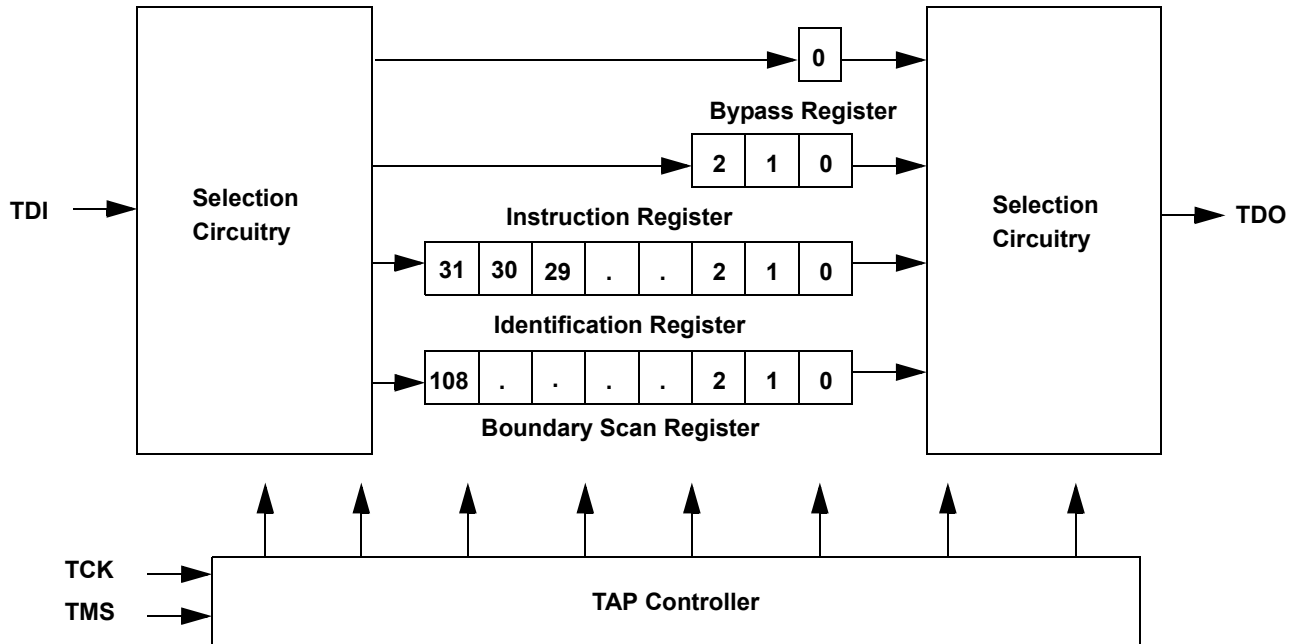 0
Bypass Register
2 1 0
TDI
Selection
Circuitry
Selection
Circuitry
TDO
Instruction Register
31 30 29 . . 2 1 0
Identification Register
108 . . . . 2 1 0
Boundary Scan Register
TCK
TMS
TAP Controller